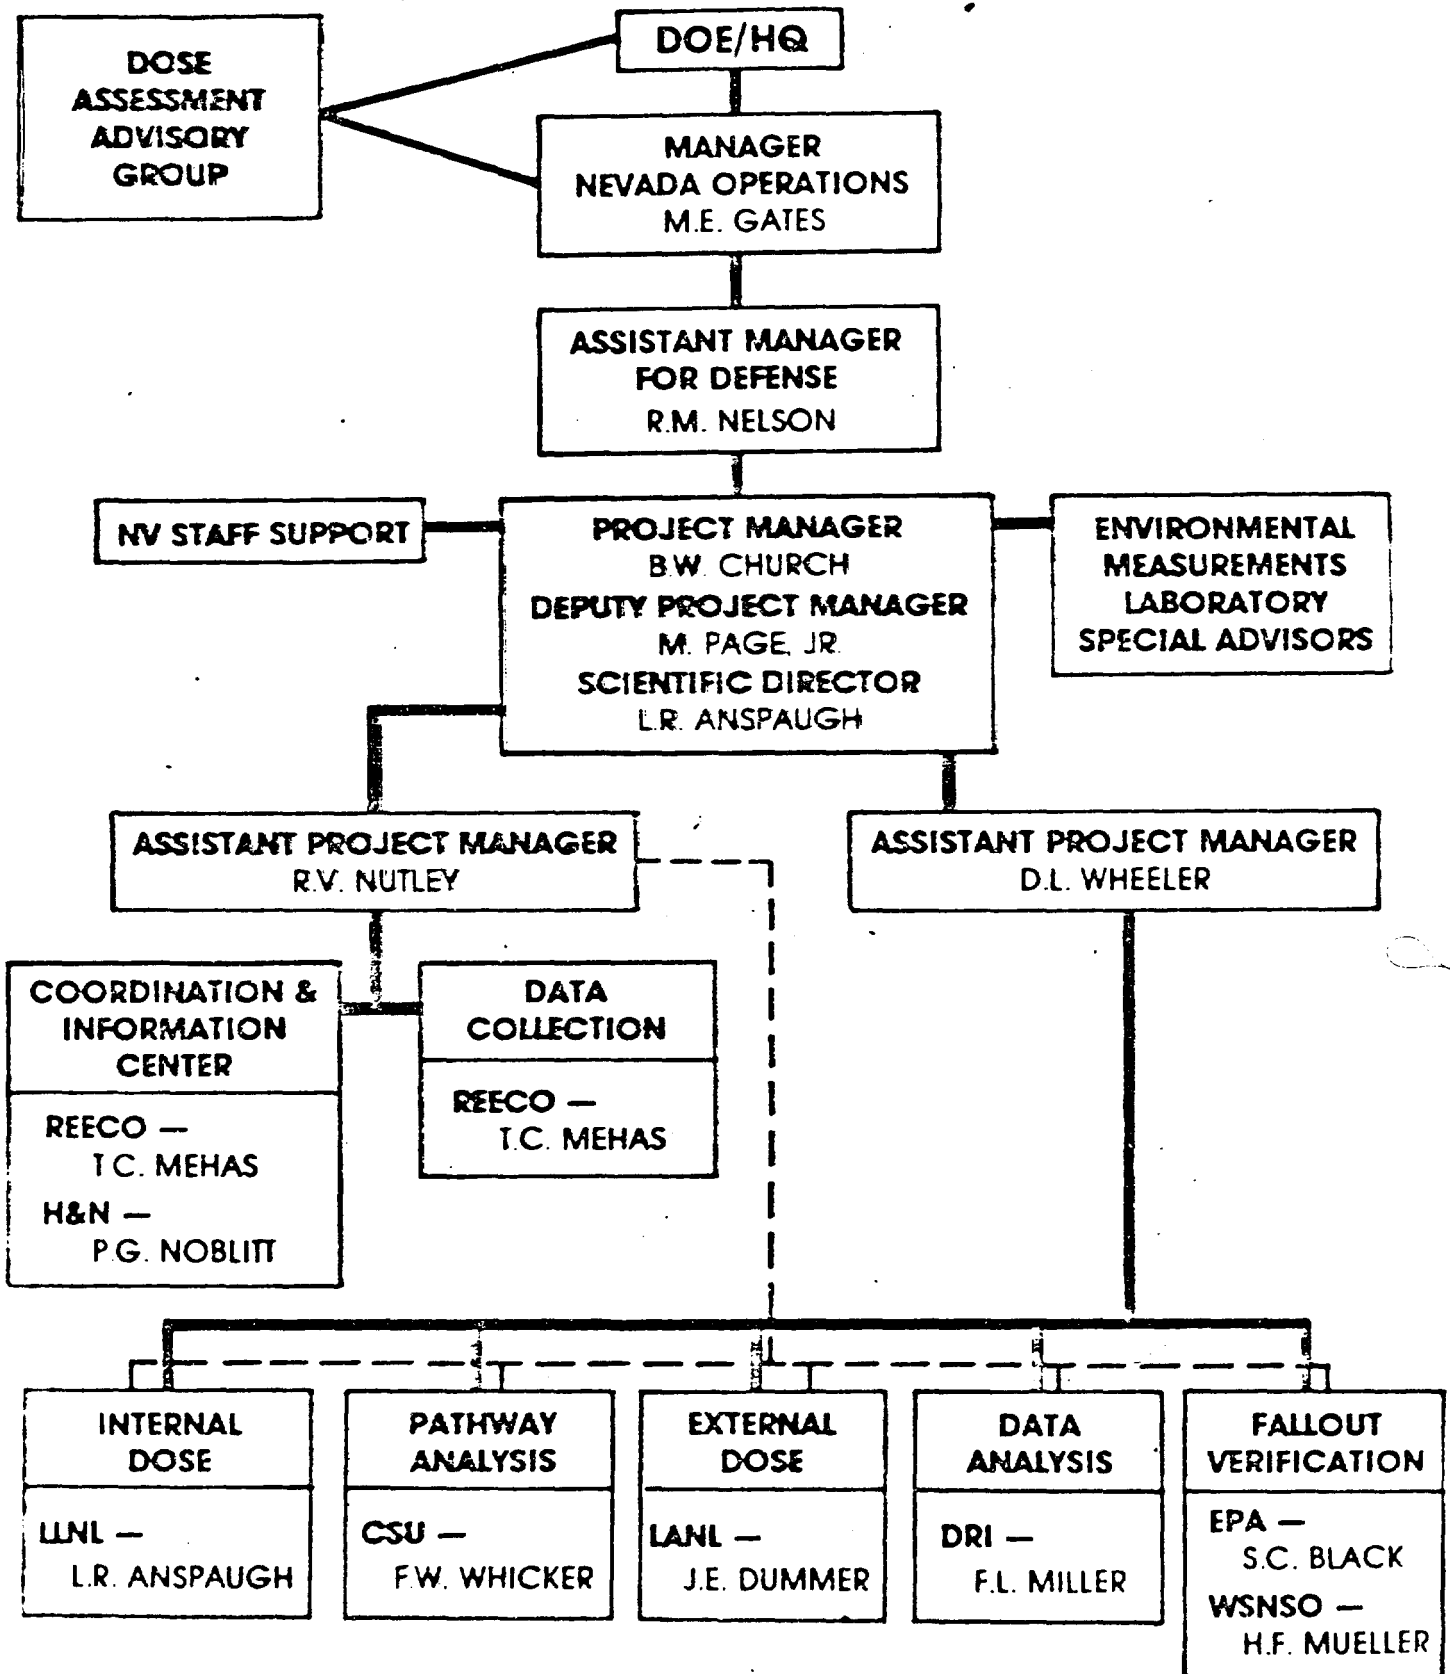 DOSE
ASSESSMENT
ADVISORY
GROUP
DOE/HQ
MANAGER
NEVADA OPERATIONS
M.E. GATES
ASSISTANT MANAGER
FOR DEFENSE
R.M. NELSON
NV STAFF SUPPORT
PROJECT MANAGER
B.W. CHURCH
DEPUTY PROJECT MANAGER
M. PAGE, JR.
SCIENTIFIC DIRECTOR
L.R. ANSPAUGH
ENVIRONMENTAL
MEASUREMENTS
LABORATORY
SPECIAL ADVISORS
ASSISTANT PROJECT MANAGER
R.V. NUTLEY
ASSISTANT PROJECT MANAGER
D.L. WHEELER
COORDINATION &
INFORMATION
CENTER
REECO —
T.C. MEHAS
H&N —
P.G. NOBLITT
DATA
COLLECTION
REECO —
T.C. MEHAS
INTERNAL
DOSE
LLNL —
L.R. ANSPAUGH
PATHWAY
ANALYSIS
CSU —
F.W. WHICKER
EXTERNAL
DOSE
LANL —
J.E. DUMMER
DATA
ANALYSIS
DRI —
F.L. MILLER
FALLOUT
VERIFICATION
EPA —
S.C. BLACK
WSNSO —
H.F. MUELLER